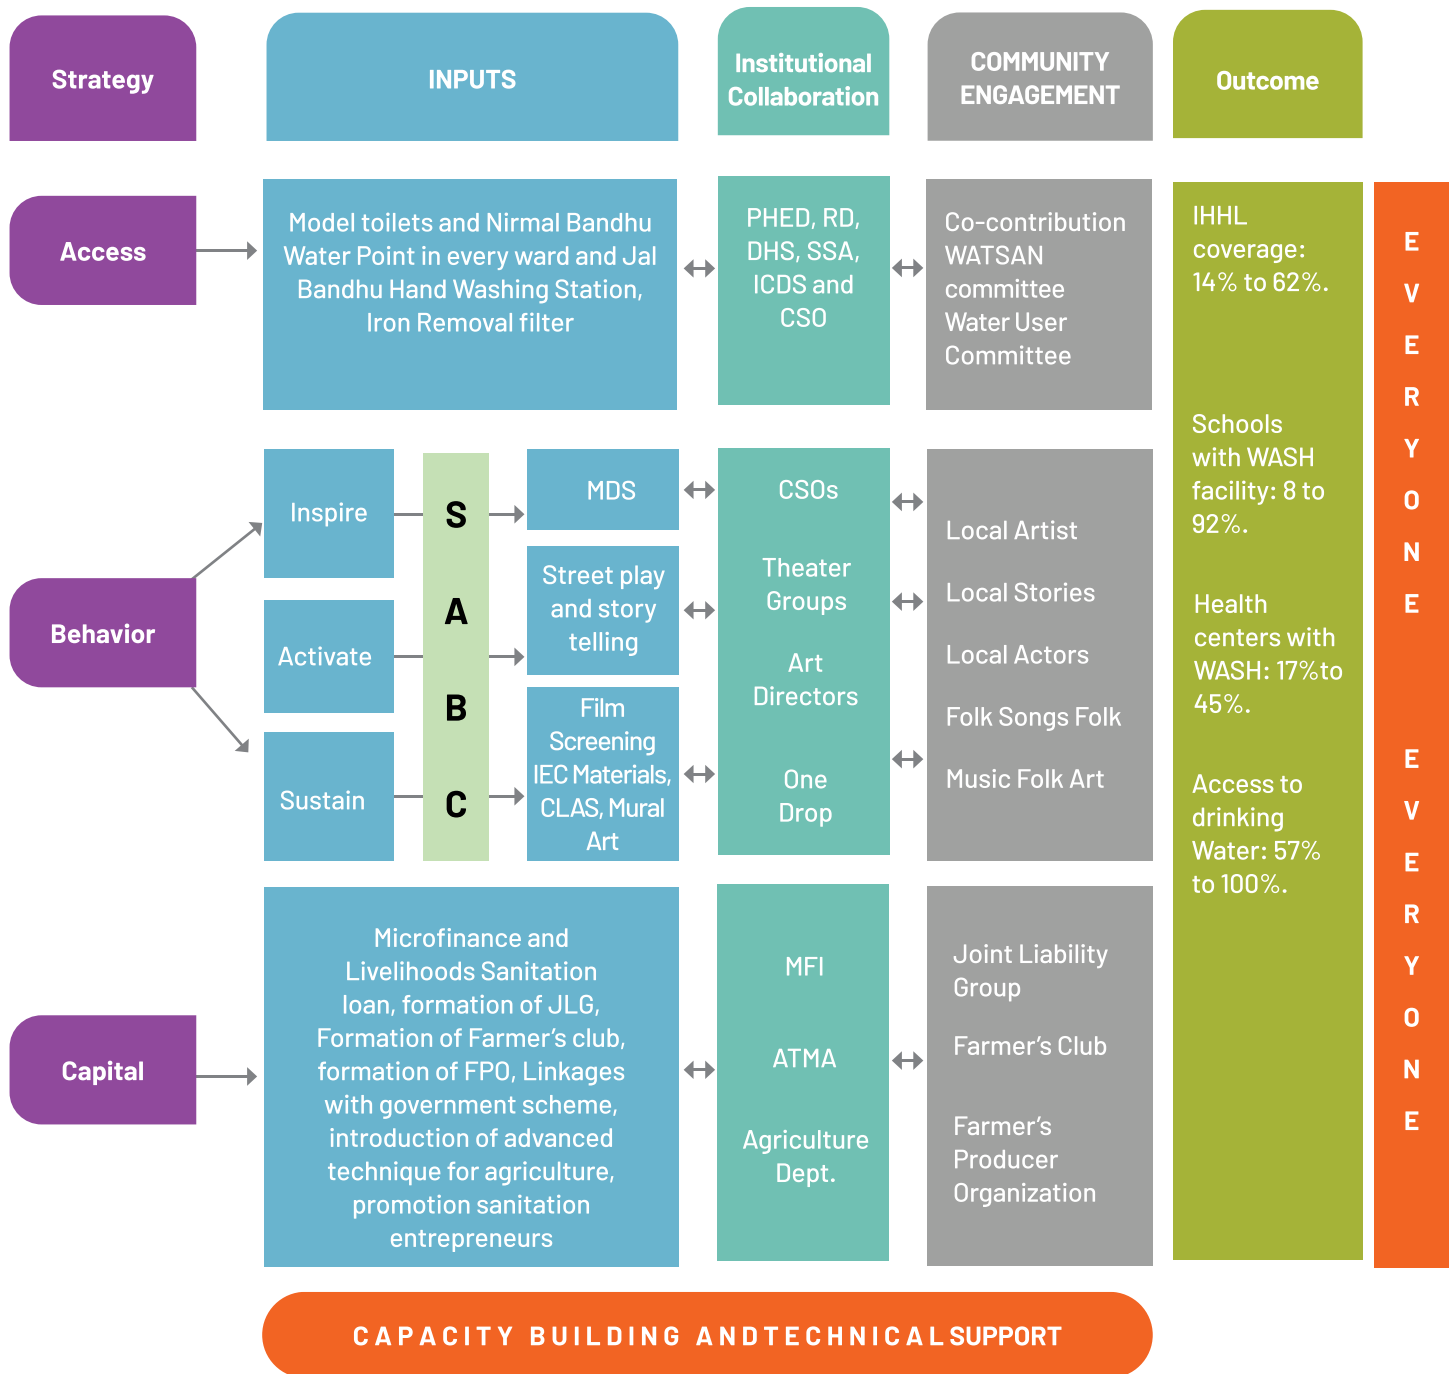 Strategy
INPUTS
Institutional
Collaboration
COMMUNITY
ENGAGEMENT
Outcome
Access
Model toilets and Nirmal Bandhu
Water Point in every ward and Jal
Bandhu Hand Washing Station,
Iron Removal filter
PHED, RD,
DHS, SSA,
ICDS and
CSO
Co-contribution
WATSAN
committee
Water User
Committee
Behavior
Inspire
Activate
Sustain
S
A
B
C
MDS
Street play
and story
telling
Film
Screening
IEC Materials,
CLAS, Mural
Art
CSOs
Theater
Groups
Art
Directors
One
Drop
Local Artist
Local Stories
Local Actors
Folk Songs Folk
Music Folk Art
Capital
Microfinance and
Livelihoods Sanitation
loan, formation of JLG,
Formation of Farmer's club,
formation of FPO, Linkages
with government scheme,
introduction of advanced
technique for agriculture,
promotion sanitation
entrepreneurs
MFI
ATMA
Agriculture
Dept.
Joint Liability
Group
Farmer's Club
Farmer's
Producer
Organization
IHHL
coverage:
14% to 62%.
Schools
with WASH
facility: 8 to
92%.
Health
centers with
WASH: 17%to
45%.
Access to
drinking
Water: 57%
to 100%.
EVERYONE EVERYONE
CAPACITY BUILDING ANDTECHNICALSUPPORT